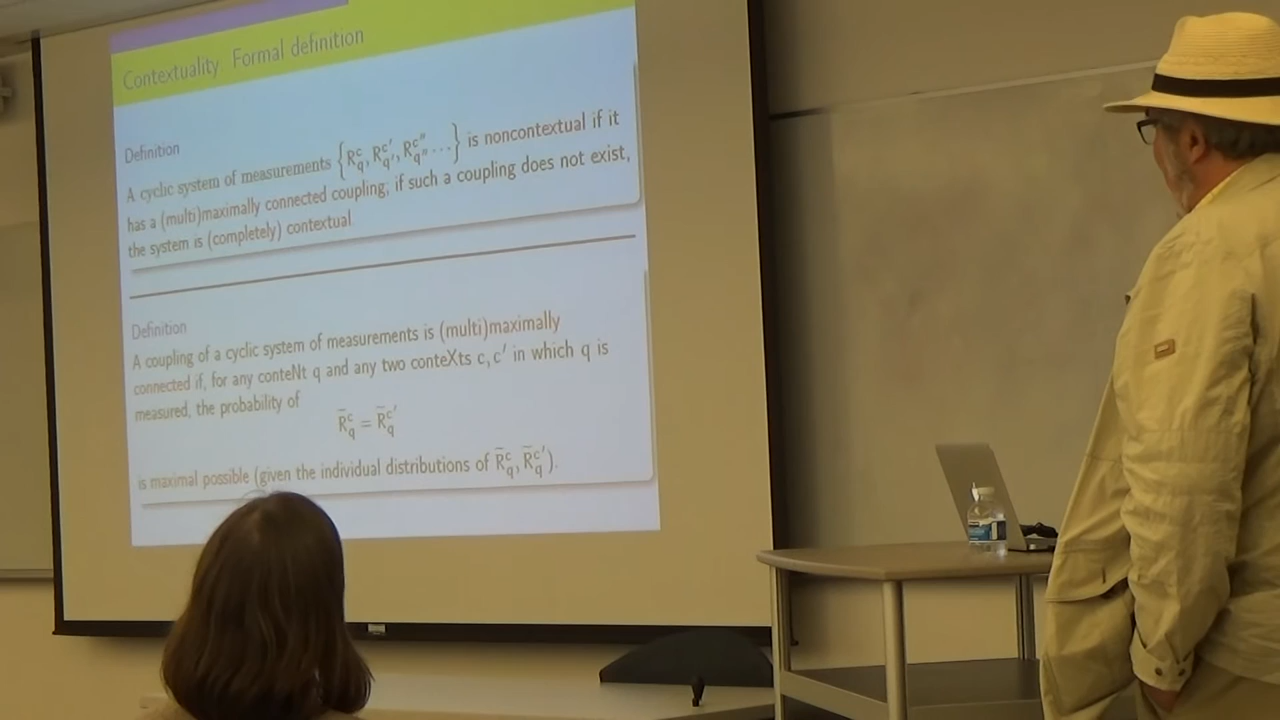 Contextuality Formal definition
Definition
A cyclic system of measurements {R_q^c, R_q'^c', R_q''^c'' ...} is noncontextual if it
has a (multi)maximally connected coupling; if such a coupling does not exist,
the system is (completely) contextual.
Definition
A coupling of a cyclic system of measurements is (multi)maximally
connected if, for any conteNt q and any two conteXts c, c′ in which q is
measured, the probability of
R̃_q^c = R̃_q^c'
is maximal possible (given the individual distributions of R̃_q^c, R̃_q^c').